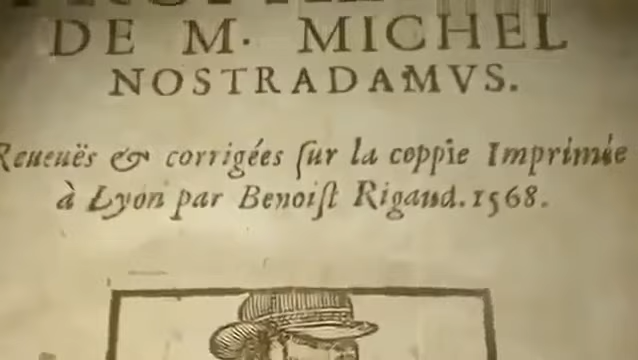 DE M. MICHEL
NOSTRADAMVS.
Reueuës & corrigées ſur la coppie Imprimée
à Lyon par Benoiſt Rigaud. 1568.